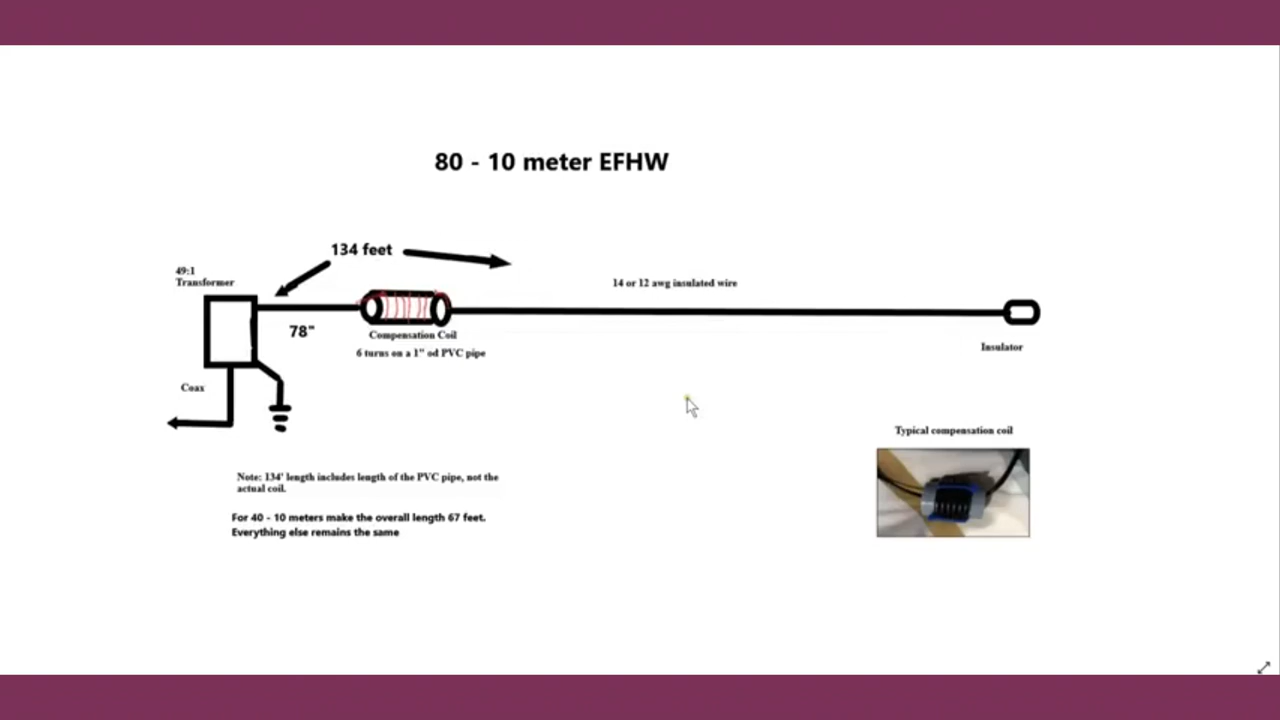 80 - 10 meter EFHW
134 feet
49:1
Transformer
14 or 12 awg insulated wire
78"
Compensation Coil
6 turns on a 1" od PVC pipe
Insulator
Coax
Typical compensation coil
Note: 134' length includes length of the PVC pipe, not the
actual coil.
For 40 - 10 meters make the overall length 67 feet.
Everything else remains the same